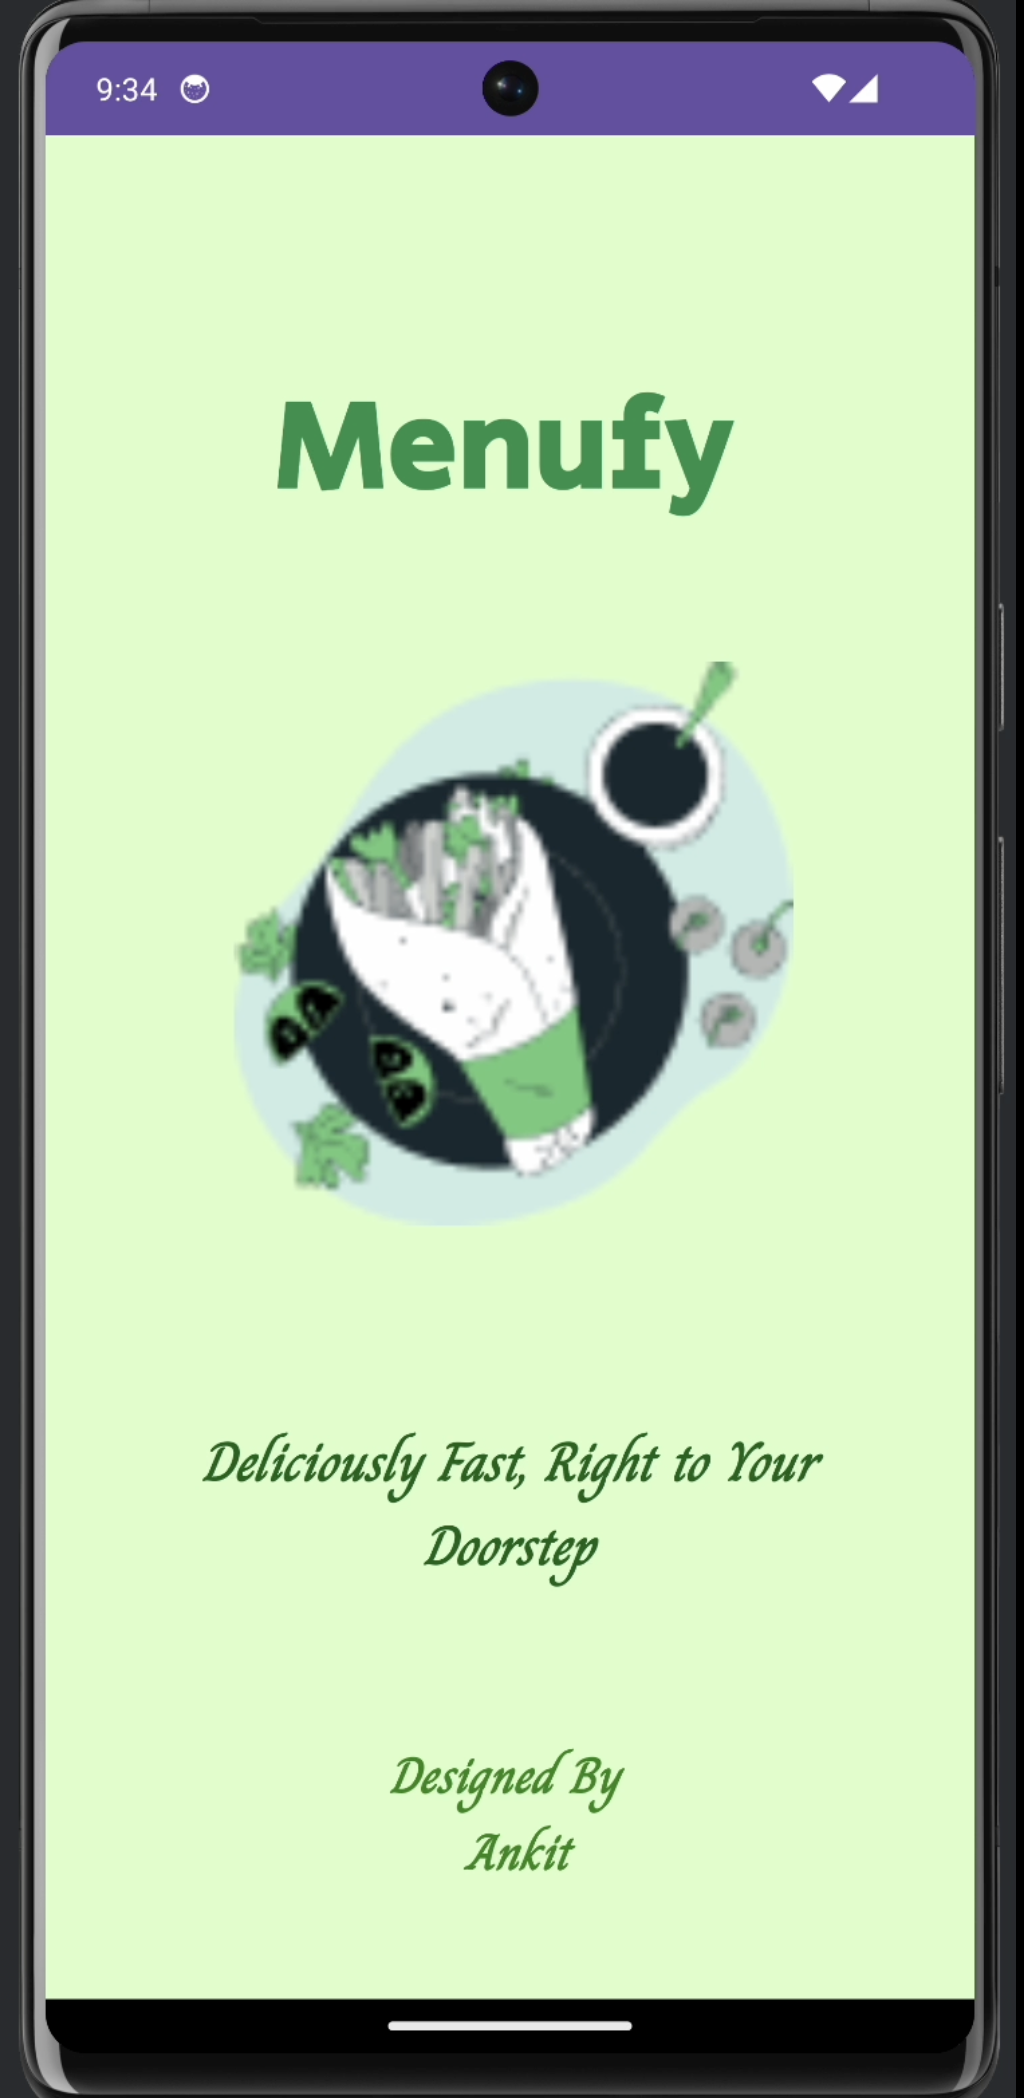 9:34
Menufy
Deliciously Fast, Right to Your
Doorstep
Designed By
Ankit